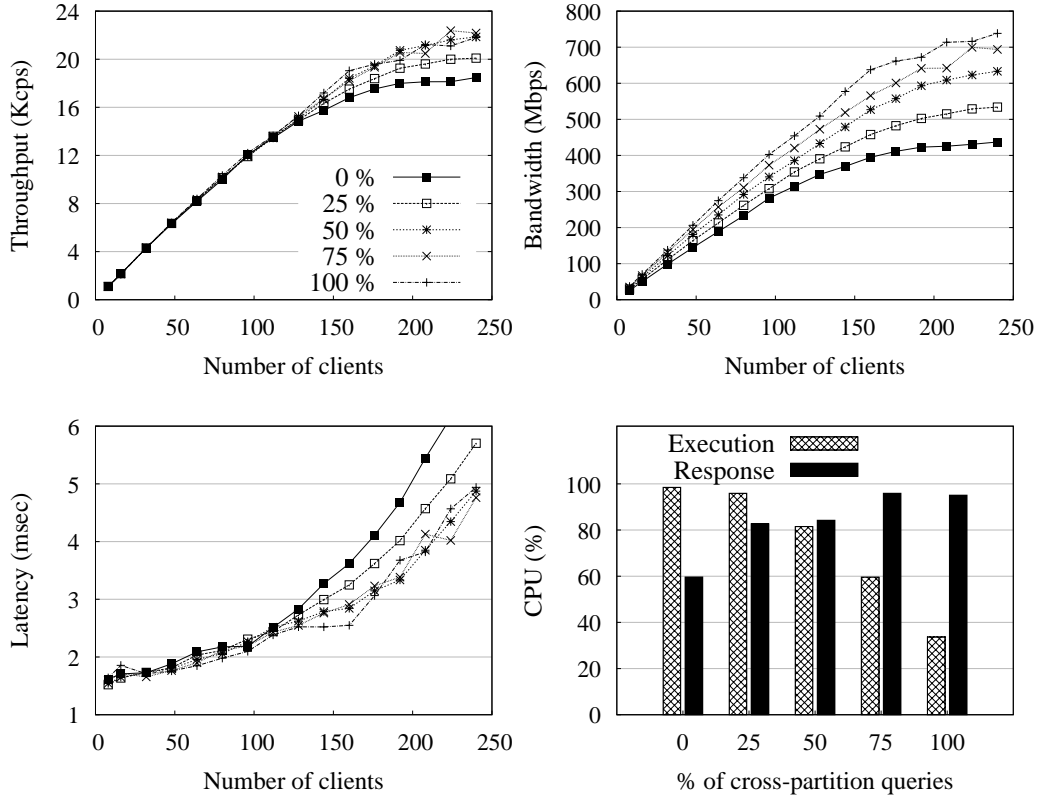 24
20
16
12
8
4
0
Throughput (Kcps)
0 %
25 %
50 %
75 %
100 %
0 50 100 150 200 250
Number of clients
800
700
600
500
400
300
200
100
0
Bandwidth (Mbps)
0 50 100 150 200 250
Number of clients
6
5
4
3
2
1
Latency (msec)
0 50 100 150 200 250
Number of clients
Execution
Response
100
80
60
40
20
0
CPU (%)
0 25 50 75 100
% of cross-partition queries